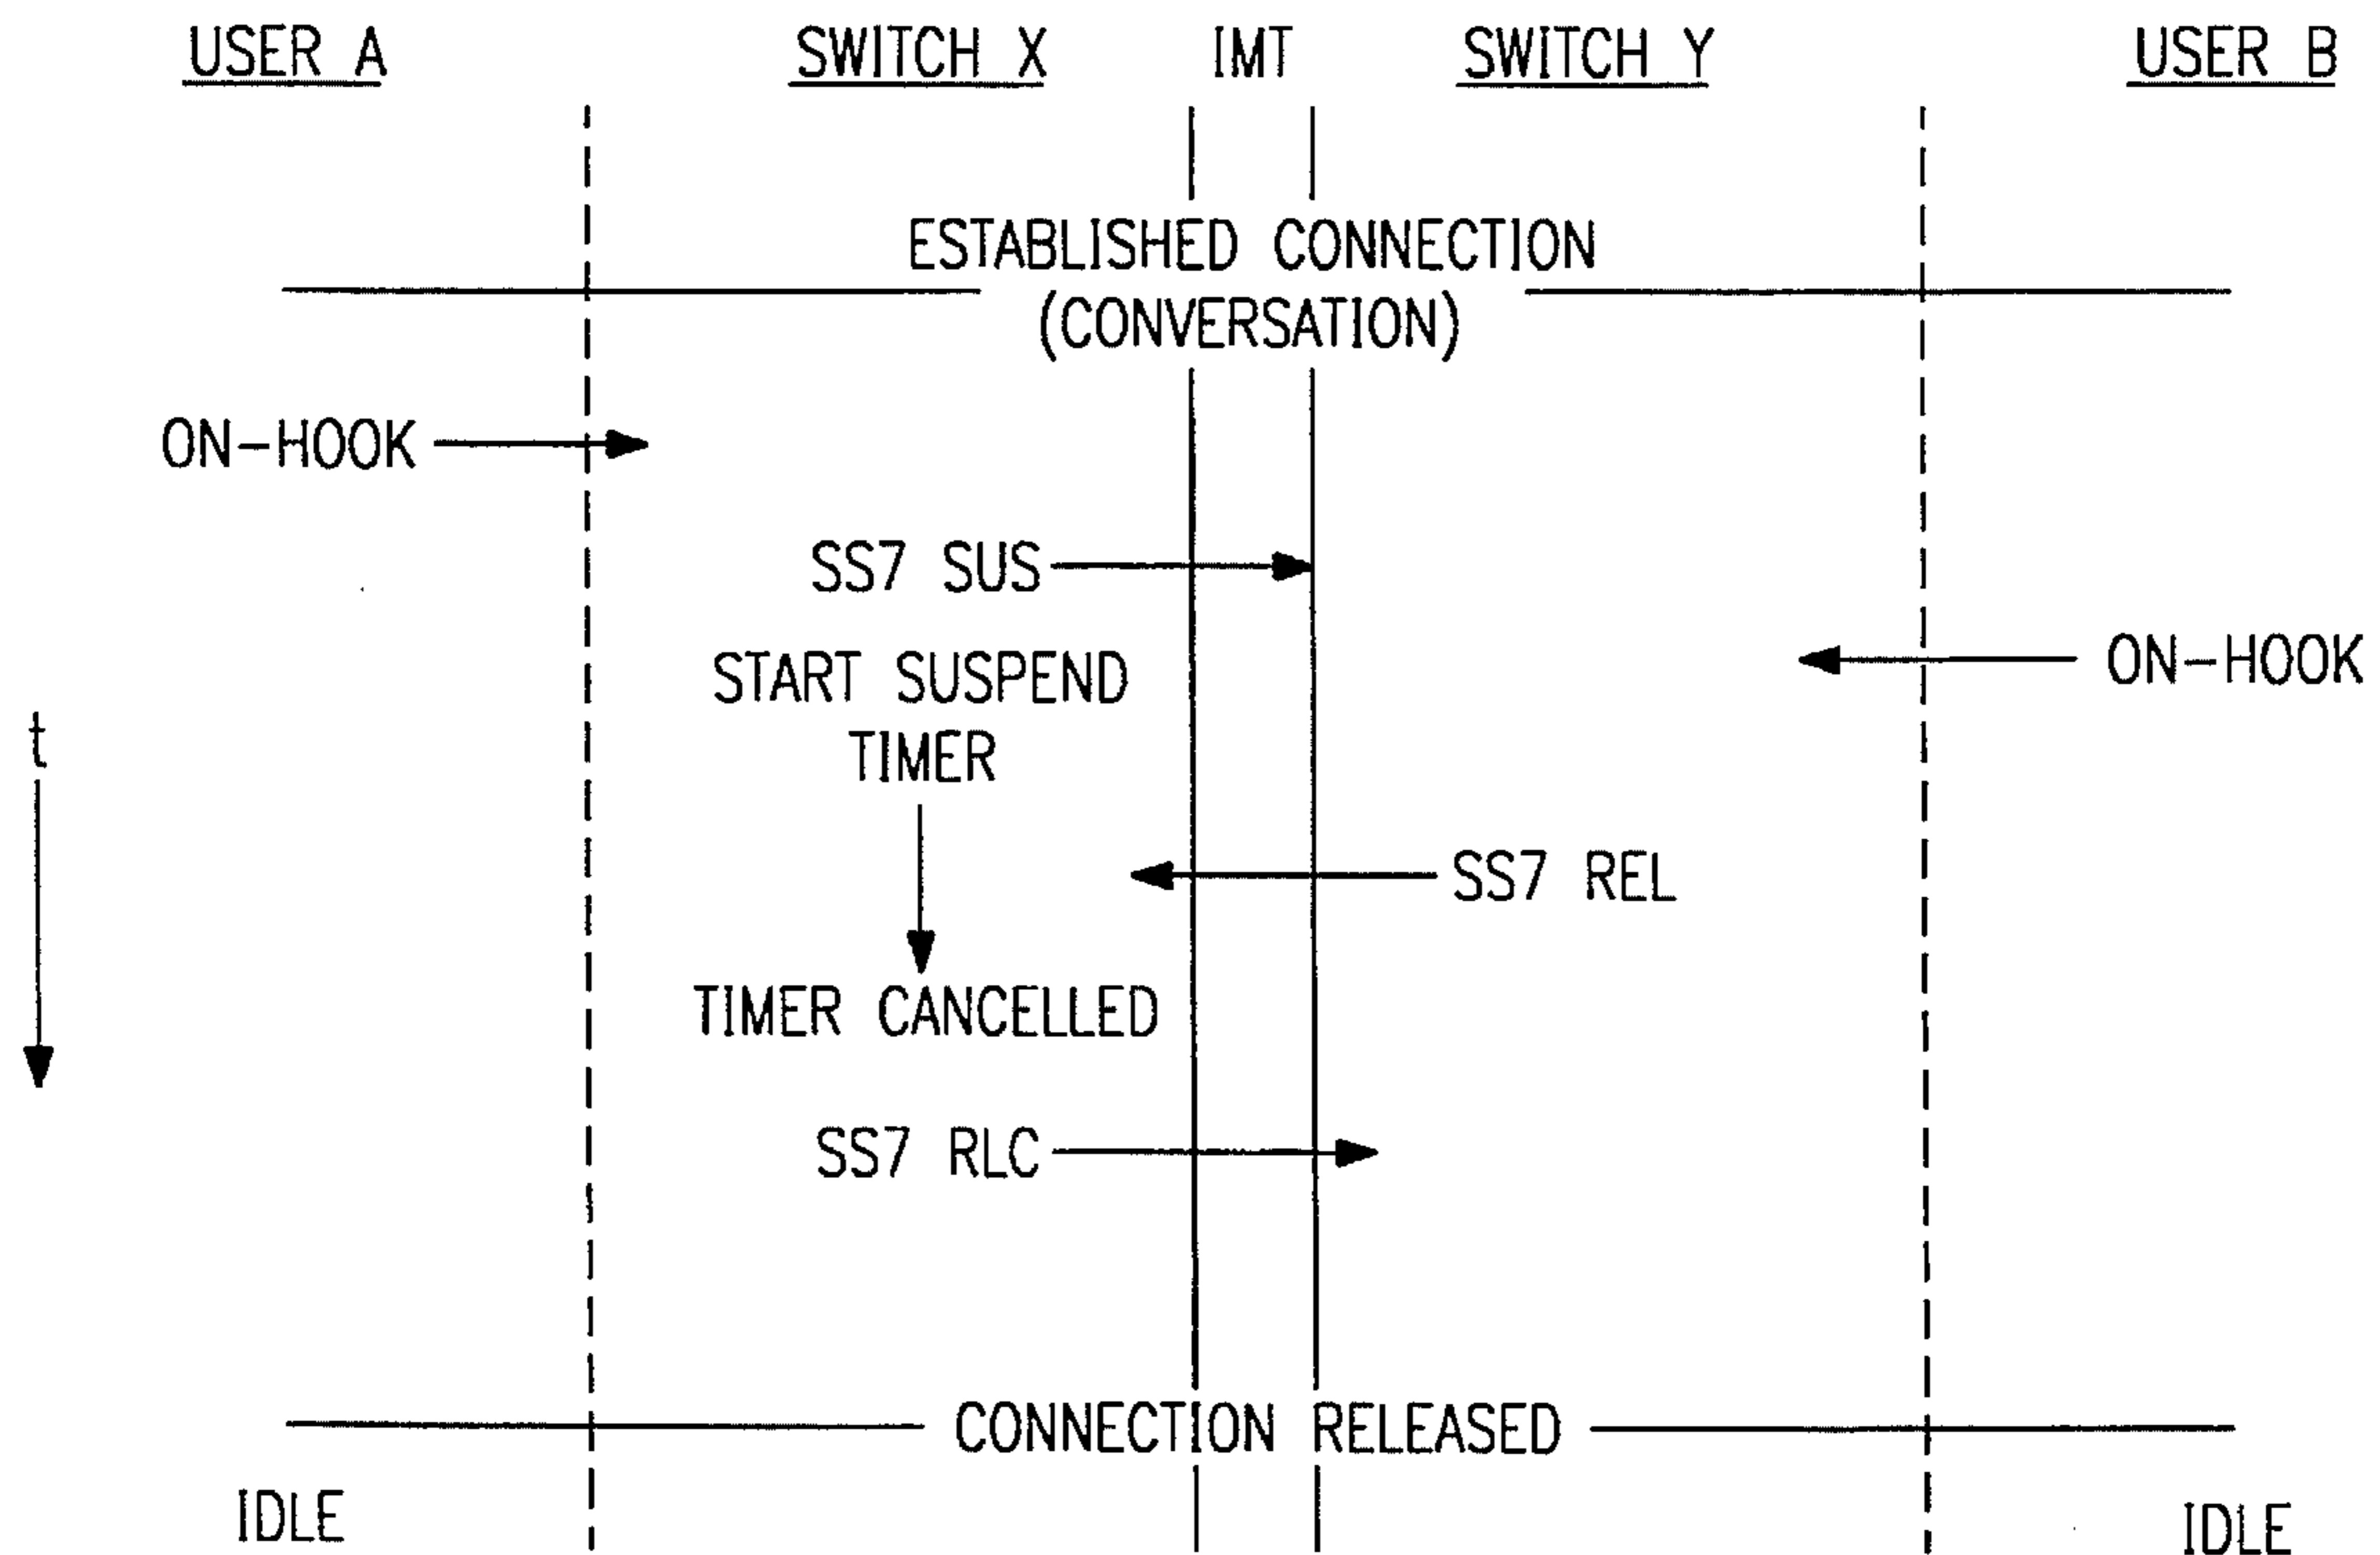 USER A
SWITCH X
IMT
SWITCH Y
USER B
ESTABLISHED CONNECTION
(CONVERSATION)
ON-HOOK
SS7 SUS
ON-HOOK
START SUSPEND
TIMER
t
SS7 REL
TIMER CANCELLED
SS7 RLC
CONNECTION RELEASED
IDLE
IDLE